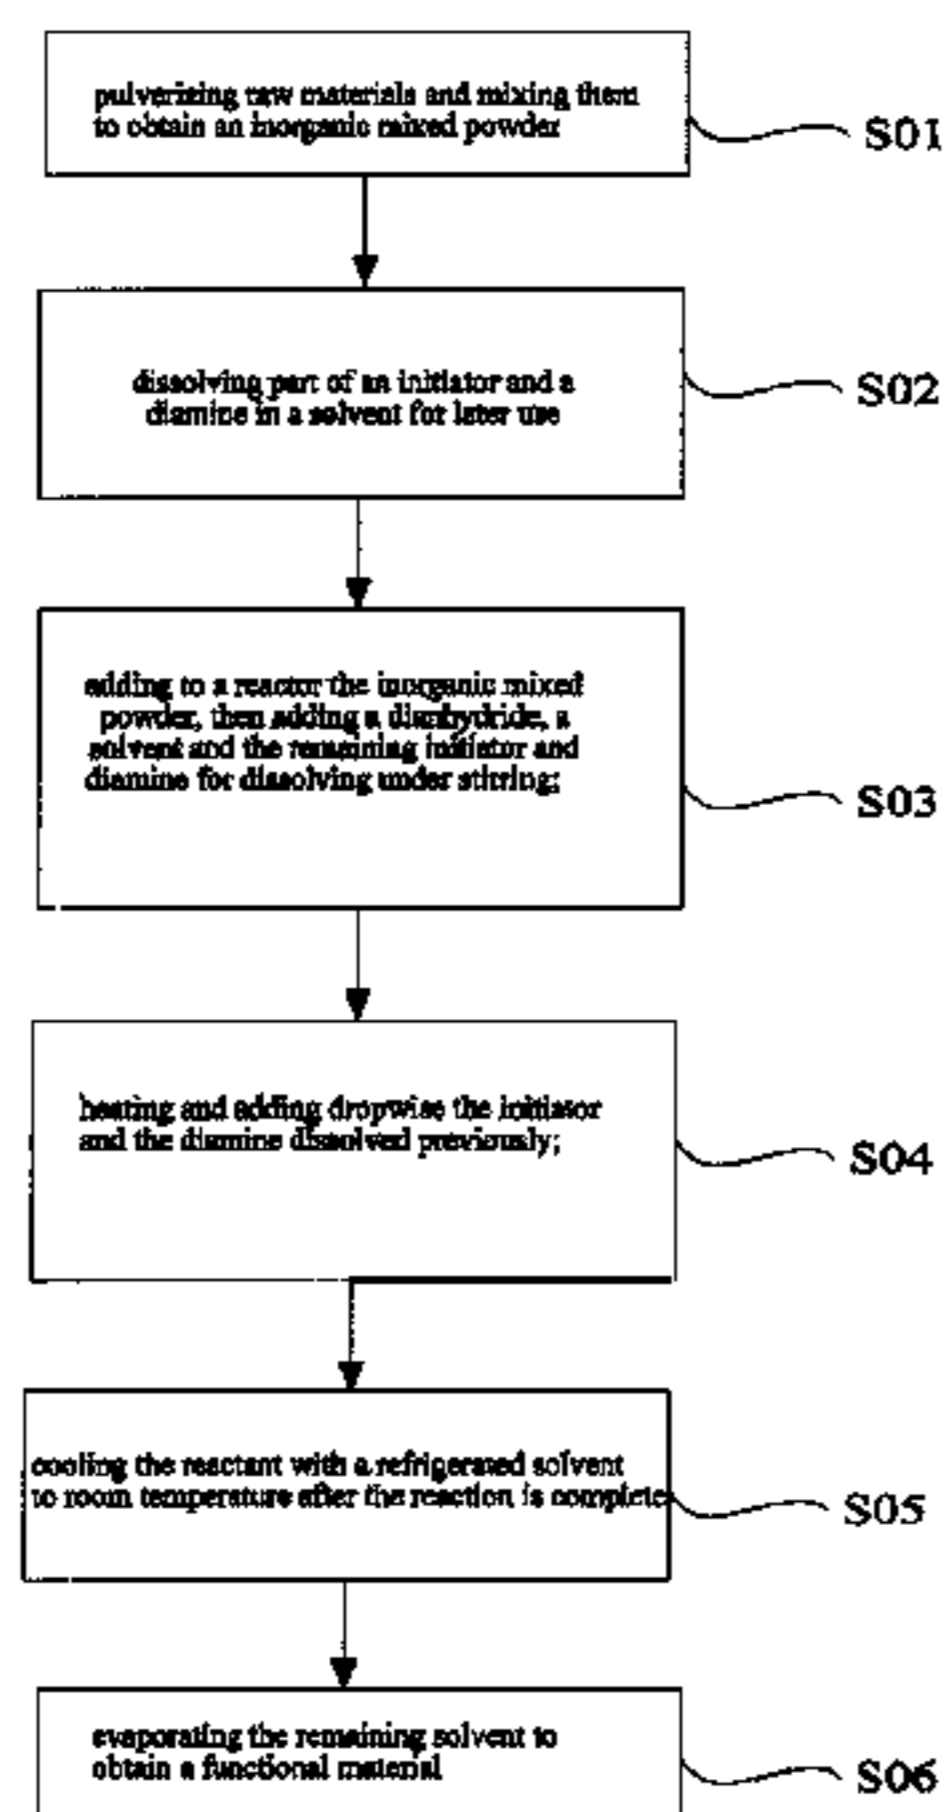 pulverizing raw materials and mixing them
to obtain an inorganic mixed powder
S01
dissolving part of an initiator and a
diamine in a solvent for later use
S02
adding to a reactor the inorganic mixed
powder, then adding a dianhydride, a
solvent and the remaining initiator and
diamine for dissolving under stirring;
S03
heating and adding dropwise the initiator
and the diamine dissolved previously;
S04
cooling the reactant with a refrigerated solvent
to room temperature after the reaction is complete
S05
evaporating the remaining solvent to
obtain a functional material
S06